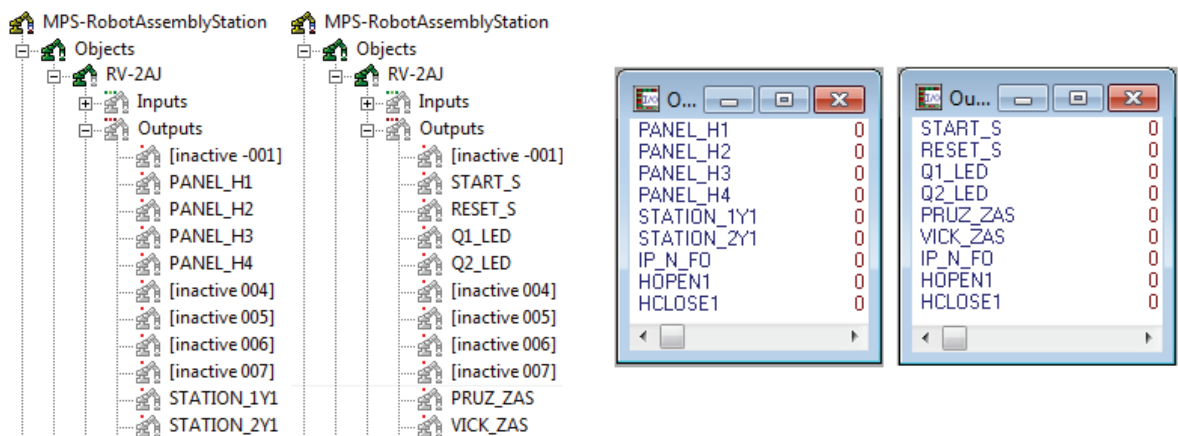 MPS-RobotAssemblyStation
Objects
RV-2AJ
Inputs
Outputs
[inactive -001]
PANEL_H1
PANEL_H2
PANEL_H3
PANEL_H4
[inactive 004]
[inactive 005]
[inactive 006]
[inactive 007]
STATION_1Y1
STATION_2Y1
MPS-RobotAssemblyStation
Objects
RV-2AJ
Inputs
Outputs
[inactive -001]
START_S
RESET_S
Q1_LED
Q2_LED
[inactive 004]
[inactive 005]
[inactive 006]
[inactive 007]
PRUZ_ZAS
VICK_ZAS
I/O O...
PANEL_H1 0
PANEL_H2 0
PANEL_H3 0
PANEL_H4 0
STATION_1Y1 0
STATION_2Y1 0
IP_N_FO 0
HOPEN1 0
HCLOSE1 0
I/O Ou...
START_S 0
RESET_S 0
Q1_LED 0
Q2_LED 0
PRUZ_ZAS 0
VICK_ZAS 0
IP_N_FO 0
HOPEN1 0
HCLOSE1 0